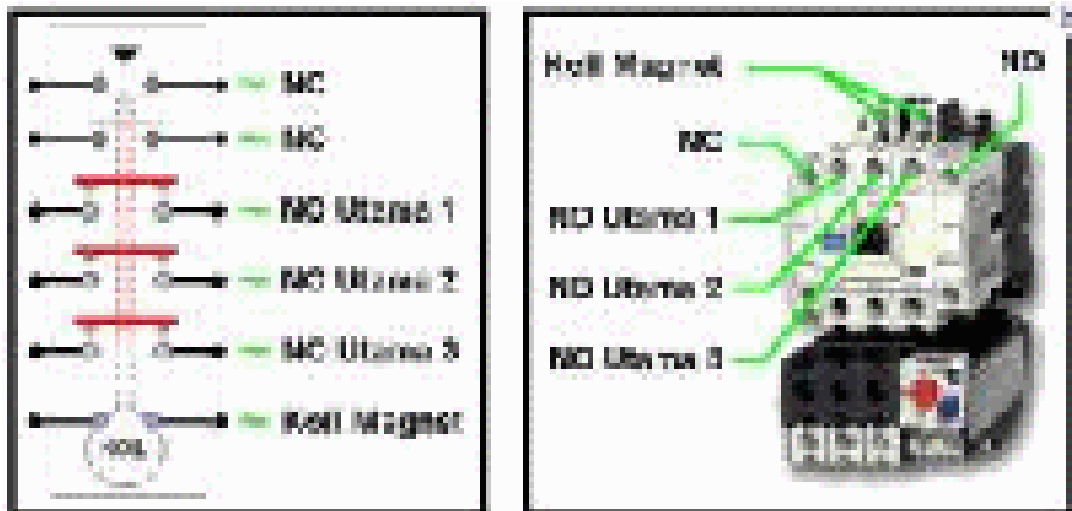 NC
NC
NO Utama 1
NO Utama 2
NO Utama 3
Koil Magnet
KOIL
Koil Magnet
NO
NC
NO Utama 1
NO Utama 2
NO Utama 3